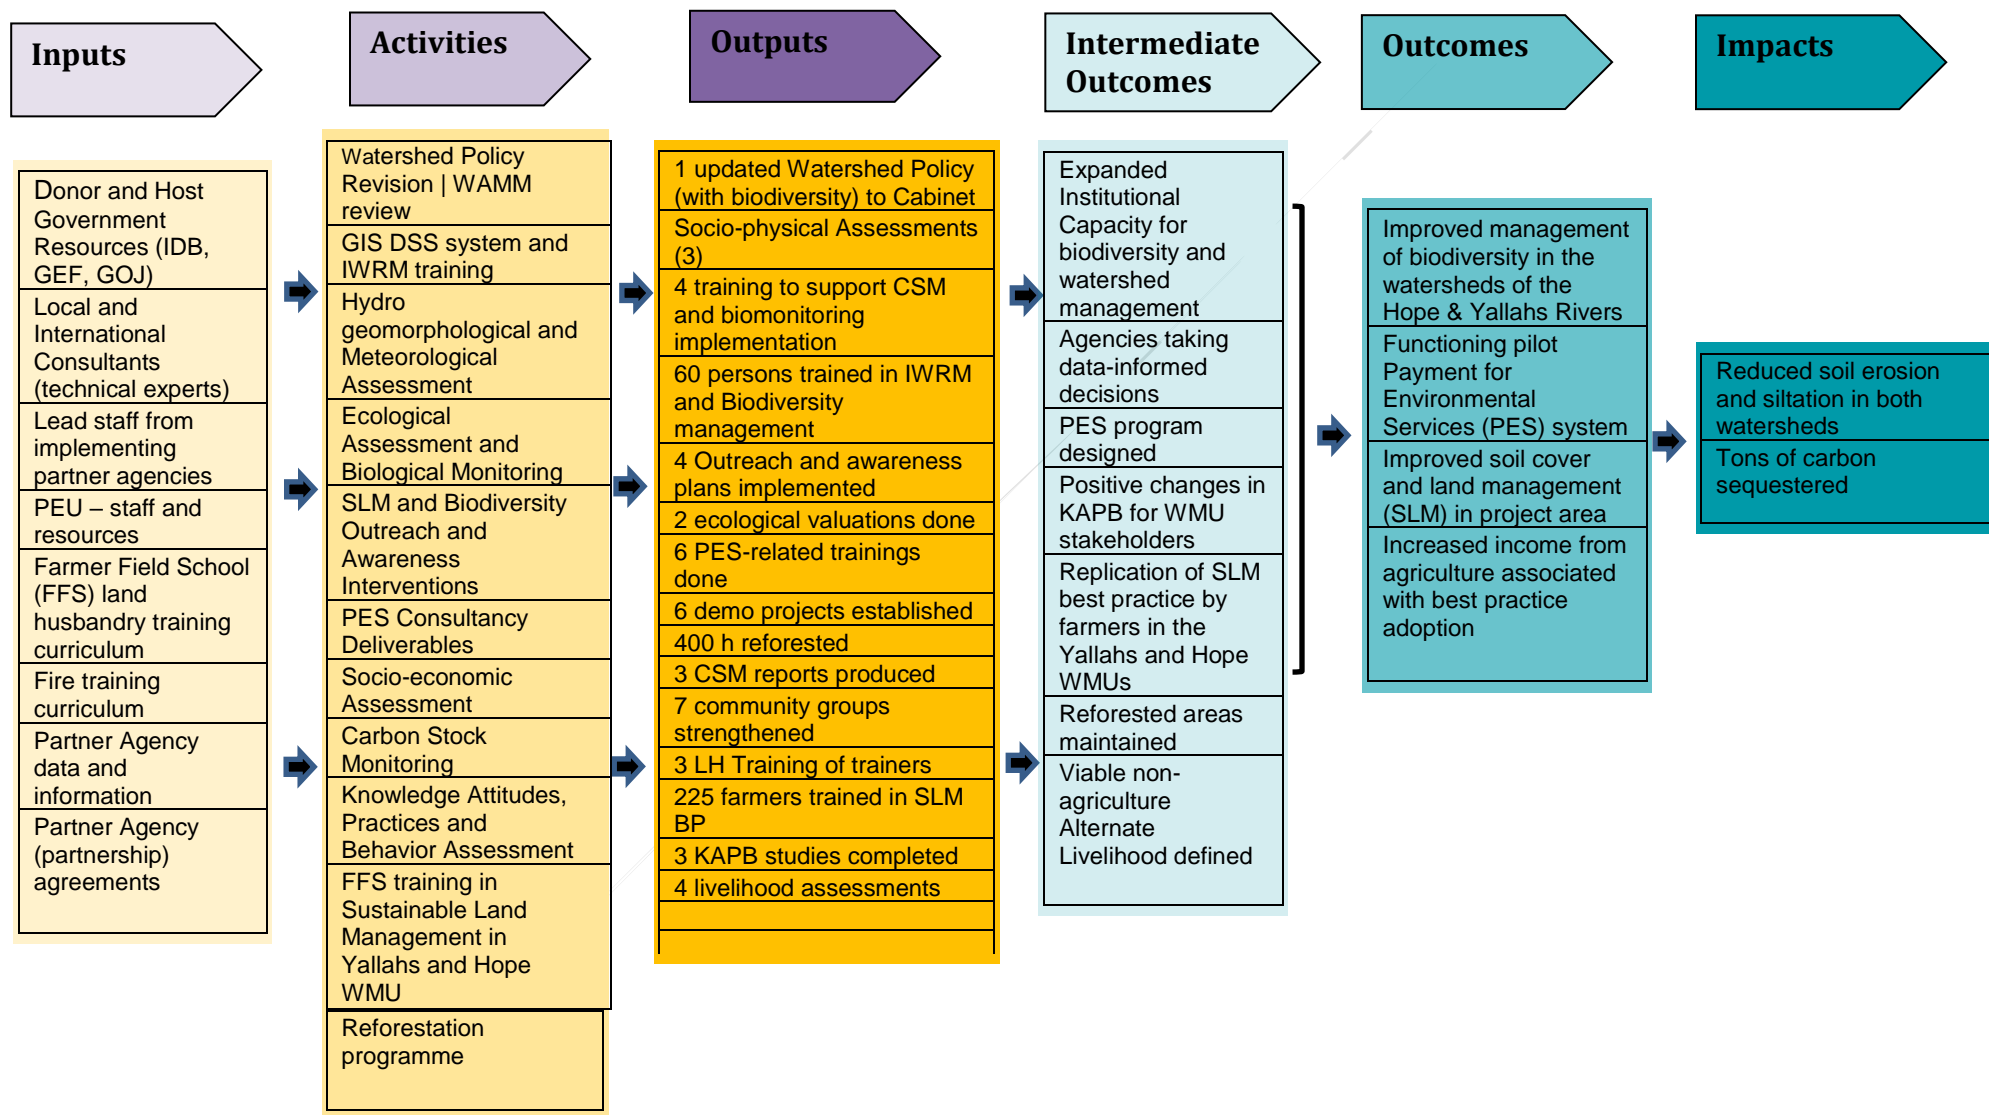 Inputs
Activities
Outputs
Intermediate
Outcomes
Outcomes
Impacts
Donor and Host
Government
Resources (IDB,
GEF, GOJ)
Local and
International
Consultants
(technical experts)
Lead staff from
implementing
partner agencies
PEU – staff and
resources
Farmer Field School
(FFS) land
husbandry training
curriculum
Fire training
curriculum
Partner Agency
data and
information
Partner Agency
(partnership)
agreements
Watershed Policy
Revision | WAMM
review
GIS DSS system and
IWRM training
Hydro
geomorphological and
Meteorological
Assessment
Ecological
Assessment and
Biological Monitoring
SLM and Biodiversity
Outreach and
Awareness
Interventions
PES Consultancy
Deliverables
Socio-economic
Assessment
Carbon Stock
Monitoring
Knowledge Attitudes,
Practices and
Behavior Assessment
FFS training in
Sustainable Land
Management in
Yallahs and Hope
WMU
Reforestation
programme
1 updated Watershed Policy
(with biodiversity) to Cabinet
Socio-physical Assessments
(3)
4 training to support CSM
and biomonitoring
implementation
60 persons trained in IWRM
and Biodiversity
management
4 Outreach and awareness
plans implemented
2 ecological valuations done
6 PES-related trainings
done
6 demo projects established
400 h reforested
3 CSM reports produced
7 community groups
strengthened
3 LH Training of trainers
225 farmers trained in SLM
BP
3 KAPB studies completed
4 livelihood assessments
Expanded
Institutional
Capacity for
biodiversity and
watershed
management
Agencies taking
data-informed
decisions
PES program
designed
Positive changes in
KAPB for WMU
stakeholders
Replication of SLM
best practice by
farmers in the
Yallahs and Hope
WMUs
Reforested areas
maintained
Viable non-
agriculture
Alternate
Livelihood defined
Improved management
of biodiversity in the
watersheds of the
Hope & Yallahs Rivers
Functioning pilot
Payment for
Environmental
Services (PES) system
Improved soil cover
and land management
(SLM) in project area
Increased income from
agriculture associated
with best practice
adoption
Reduced soil erosion
and siltation in both
watersheds
Tons of carbon
sequestered